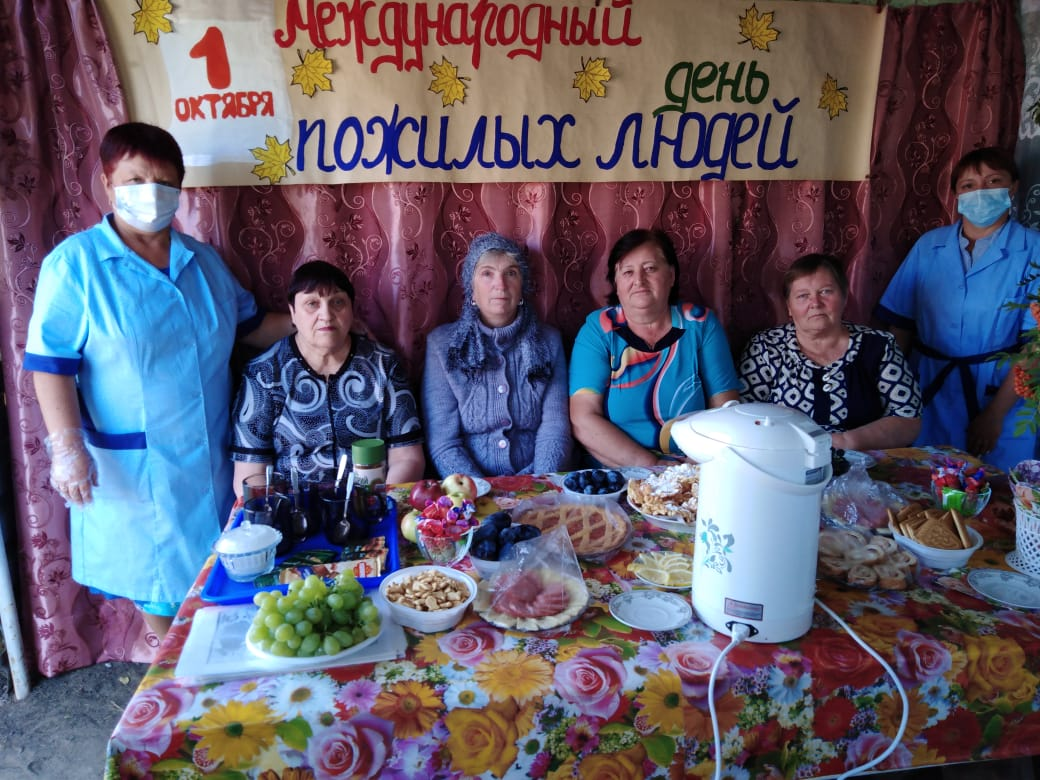 1
ОКТЯБРЯ
Международный
день
пожилых людей